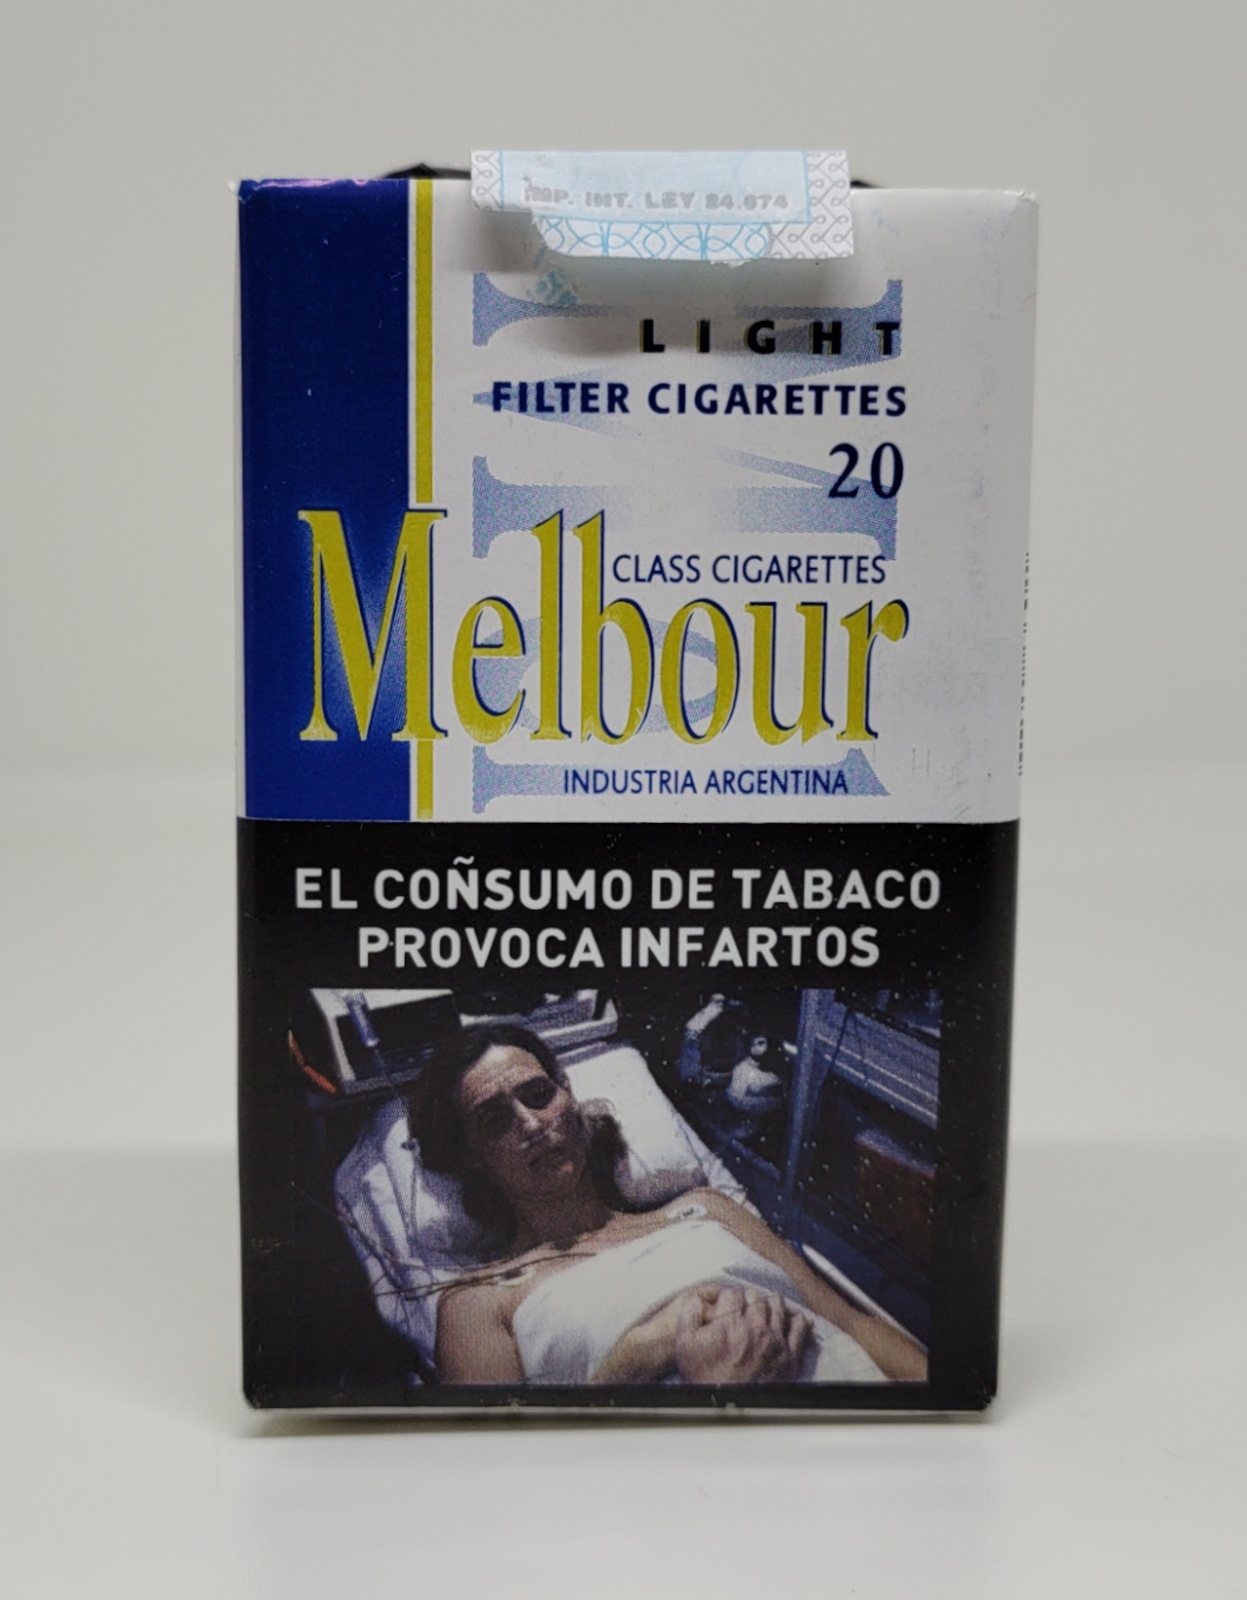 IMP. INT. LEY 24.674
LIGHT
FILTER CIGARETTES
20
CLASS CIGARETTES
Melbour
INDUSTRIA ARGENTINA
EL COÑSUMO DE TABACO
PROVOCA INFARTOS